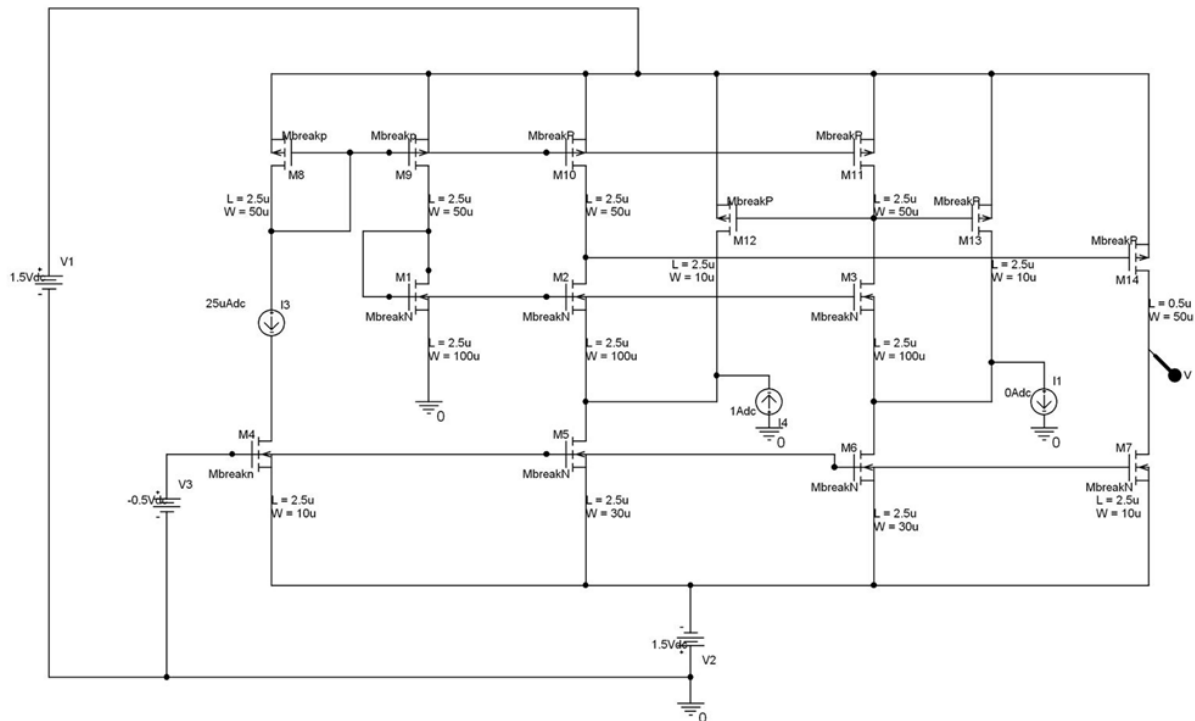 Mbreakp
M8
L = 2.5u
W = 50u
Mbreakp
M9
L = 2.5u
W = 50u
MbreakR
M10
L = 2.5u
W = 50u
MbreakR
M11
L = 2.5u
W = 50u
MbreakP
M12
L = 2.5u
W = 10u
MbreakR
M13
L = 2.5u
W = 10u
MbreakR
M14
L = 0.5u
W = 50u
V
V1
1.5Vdc
25uAdc
I3
M1
MbreakN
L = 2.5u
W = 100u
0
M2
MbreakN
L = 2.5u
W = 100u
M3
MbreakN
L = 2.5u
W = 100u
1Adc
I4
0
I1
0Adc
0
M4
Mbreakn
L = 2.5u
W = 10u
M5
MbreakN
L = 2.5u
W = 30u
M6
MbreakN
L = 2.5u
W = 30u
M7
MbreakN
L = 2.5u
W = 10u
V3
-0.5Vdc
1.5Vdc
V2
0